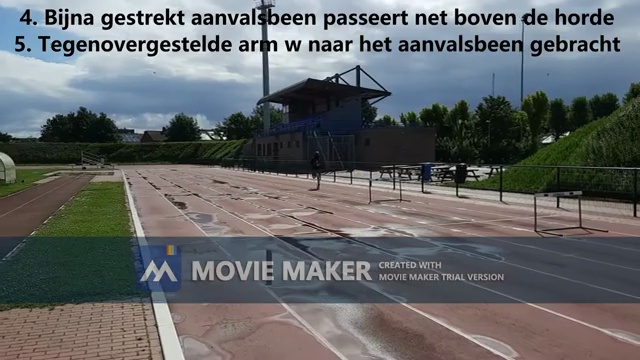 4. Bijna gestrekt aanvalsbeen passeert net boven de horde
5. Tegenovergestelde arm w naar het aanvalsbeen gebracht
MOVIE MAKER
CREATED WITH
MOVIE MAKER TRIAL VERSION